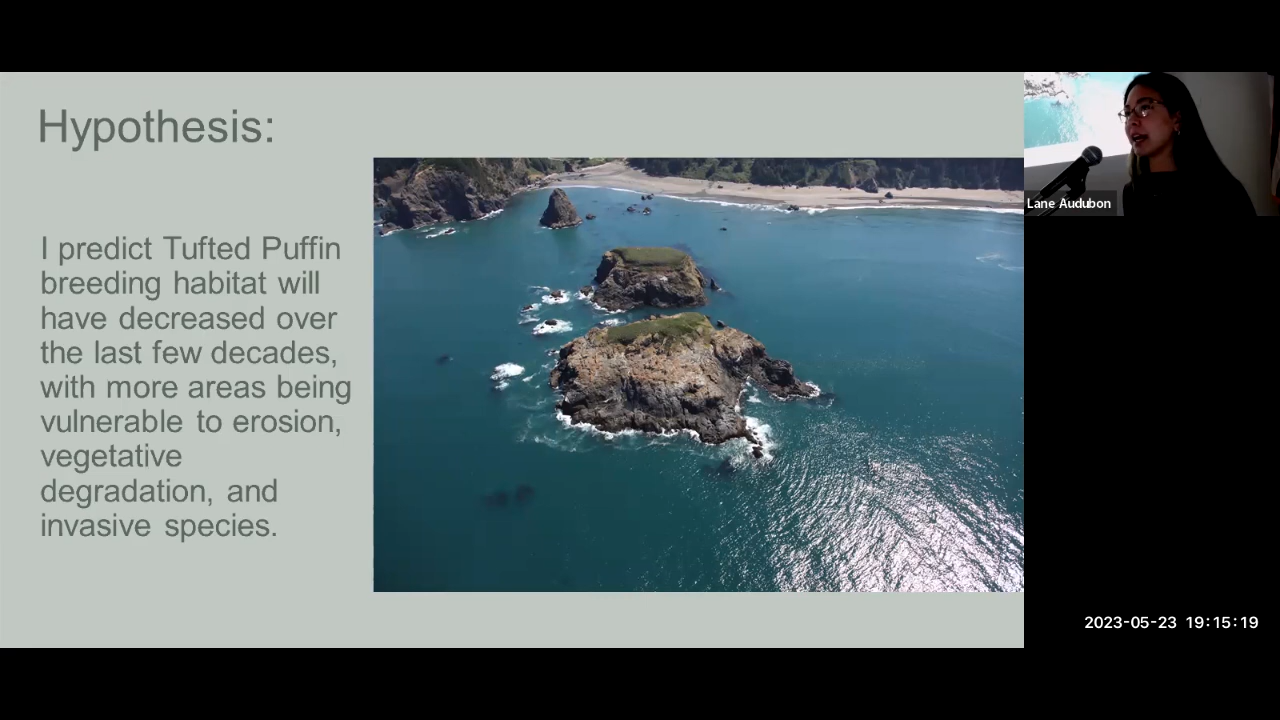 Hypothesis:
I predict Tufted Puffin
breeding habitat will
have decreased over
the last few decades,
with more areas being
vulnerable to erosion,
vegetative
degradation, and
invasive species.
Lane Audubon
2023-05-23 19:15:19